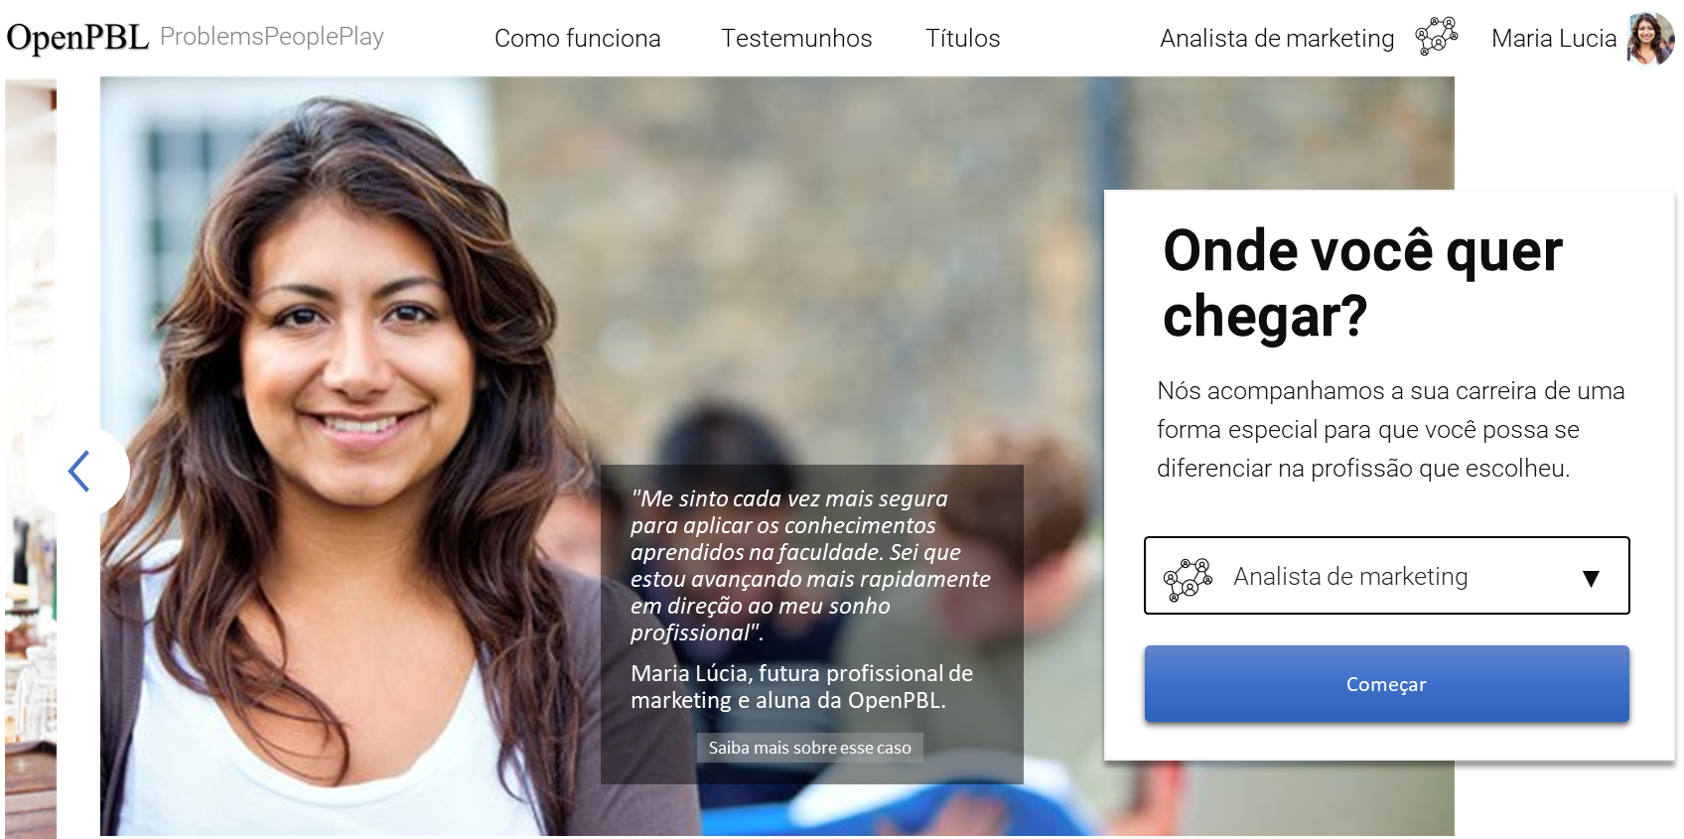 OpenPBL ProblemsPeoplePlay Como funciona Testemunhos Títulos Analista de marketing Maria Lucia
"Me sinto cada vez mais segura
para aplicar os conhecimentos
aprendidos na faculdade. Sei que
estou avançando mais rapidamente
em direção ao meu sonho
profissional".
Maria Lúcia, futura profissional de
marketing e aluna da OpenPBL.
Saiba mais sobre esse caso
Onde você quer
chegar?
Nós acompanhamos a sua carreira de uma
forma especial para que você possa se
diferenciar na profissão que escolheu.
Analista de marketing
Começar